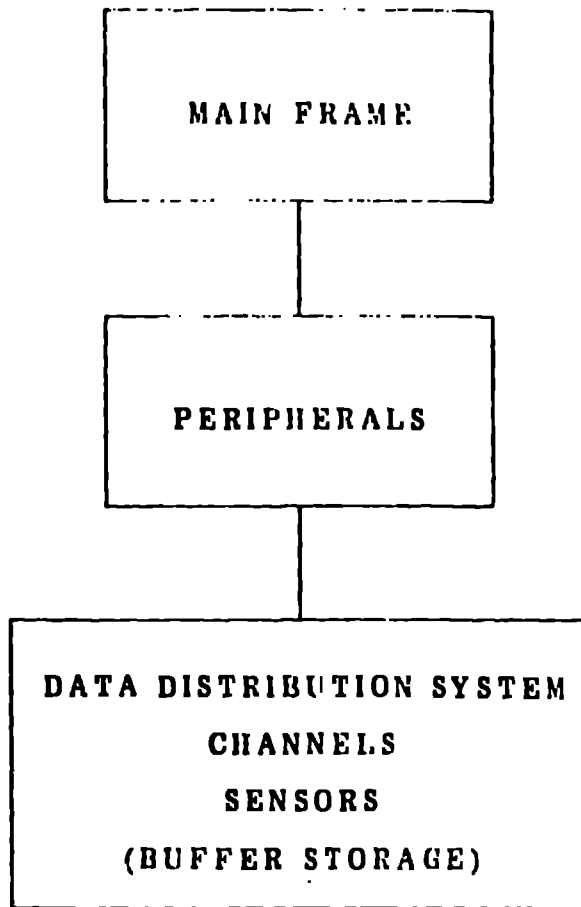 MAIN FRAME
PERIPHERALS
DATA DISTRIBUTION SYSTEM
CHANNELS
SENSORS
(BUFFER STORAGE)